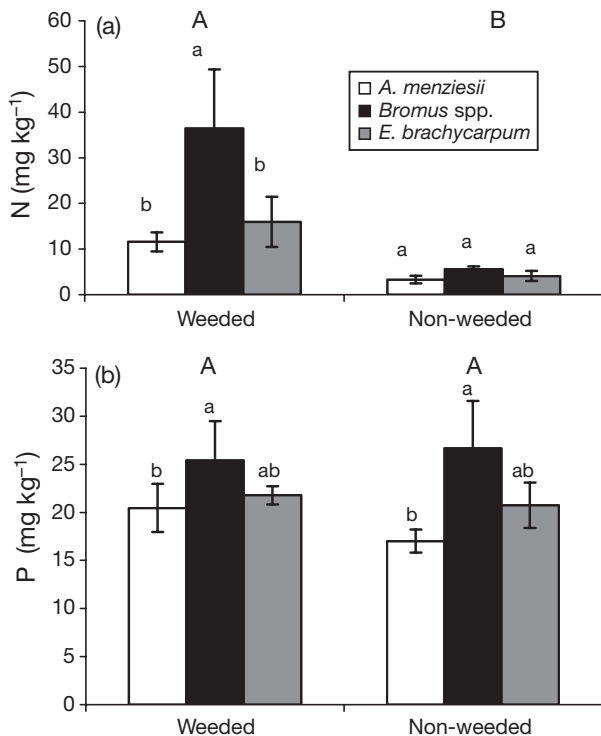 (a)
A
B
60
50
40
30
20
10
0
N (mg kg⁻¹)
a
b
b
a
a
a
A. menziesii
Bromus spp.
E. brachycarpum
Weeded
Non-weeded
(b)
A
A
35
30
25
20
15
10
5
0
P (mg kg⁻¹)
b
a
ab
b
a
ab
Weeded
Non-weeded